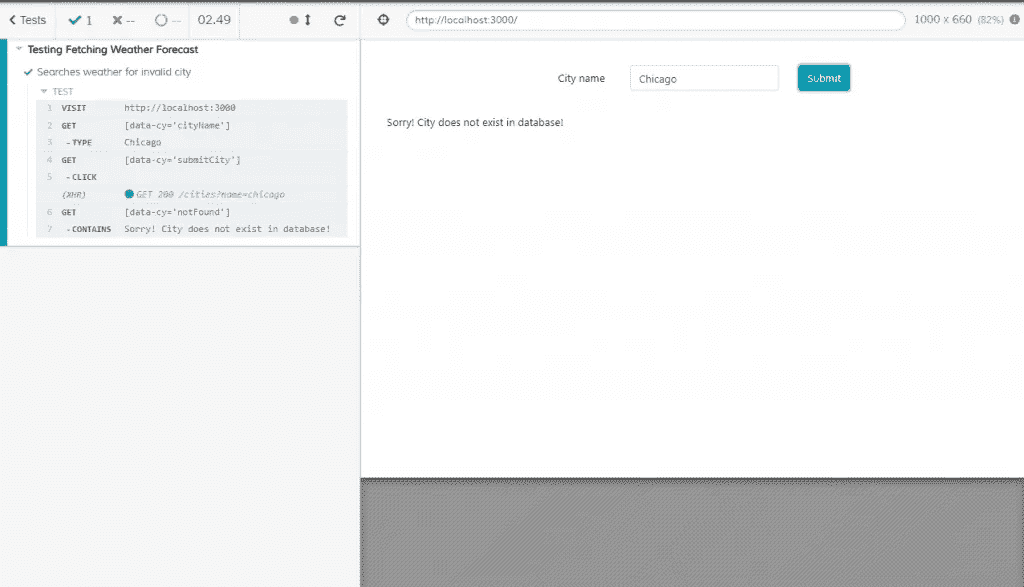 Tests 1 -- -- 02.49 http://localhost:3000/ 1000 x 660 (82%)
Testing Fetching Weather Forecast
Searches weather for invalid city
TEST
1 VISIT http://localhost:3000
2 GET [data-cy='cityName']
3 -TYPE Chicago
4 GET [data-cy='submitCity']
5 -CLICK
(XHR) GET 200 /cities?name=chicago
6 GET [data-cy='notFound']
7 -CONTAINS Sorry! City does not exist in database!
City name Chicago Submit
Sorry! City does not exist in database!